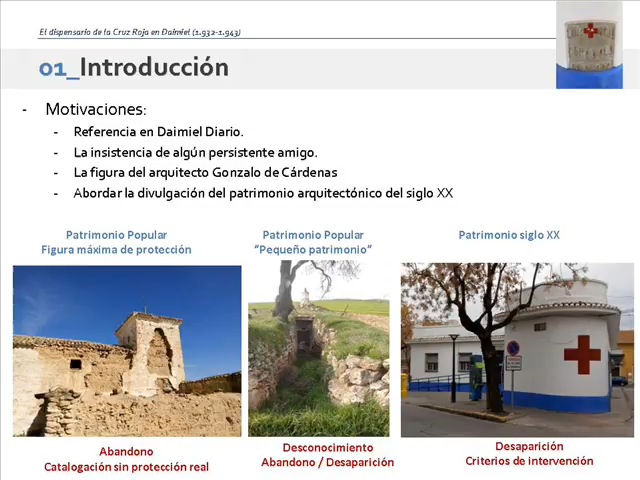 El dispensario de la Cruz Roja en Daimiel (1.932-1.943)
01_Introducción
- Motivaciones:
- Referencia en Daimiel Diario.
- La insistencia de algún persistente amigo.
- La figura del arquitecto Gonzalo de Cárdenas
- Abordar la divulgación del patrimonio arquitectónico del siglo XX
Patrimonio Popular
Figura máxima de protección
Patrimonio Popular
“Pequeño patrimonio”
Patrimonio siglo XX
Abandono
Catalogación sin protección real
Desconocimiento
Abandono / Desaparición
Desaparición
Criterios de intervención